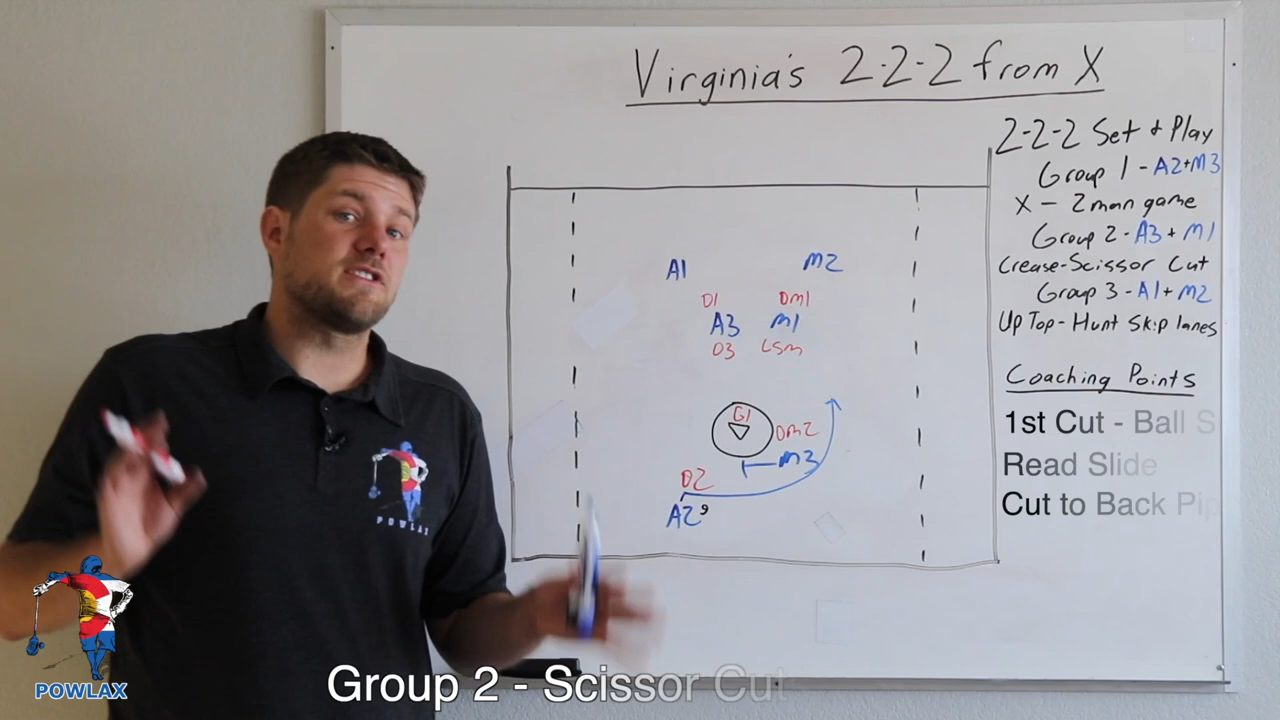 Virginia's 2-2-2 from X
2-2-2 Set & Play
Group 1 - A2+M3
X - 2 man game
Group 2 - A3 + M1
Crease-Scissor Cut
Group 3 - A1 + M2
Up Top - Hunt Skip lanes
Coaching Points
1st Cut - Ball S
Read Slide
Cut to Back Pip
A1 M2
D1 DM1
A3 M1
D3 LSM
G1
DM2
M3
D2
A2
POWLAX
POWLAX
Group 2 - Scissor Cut